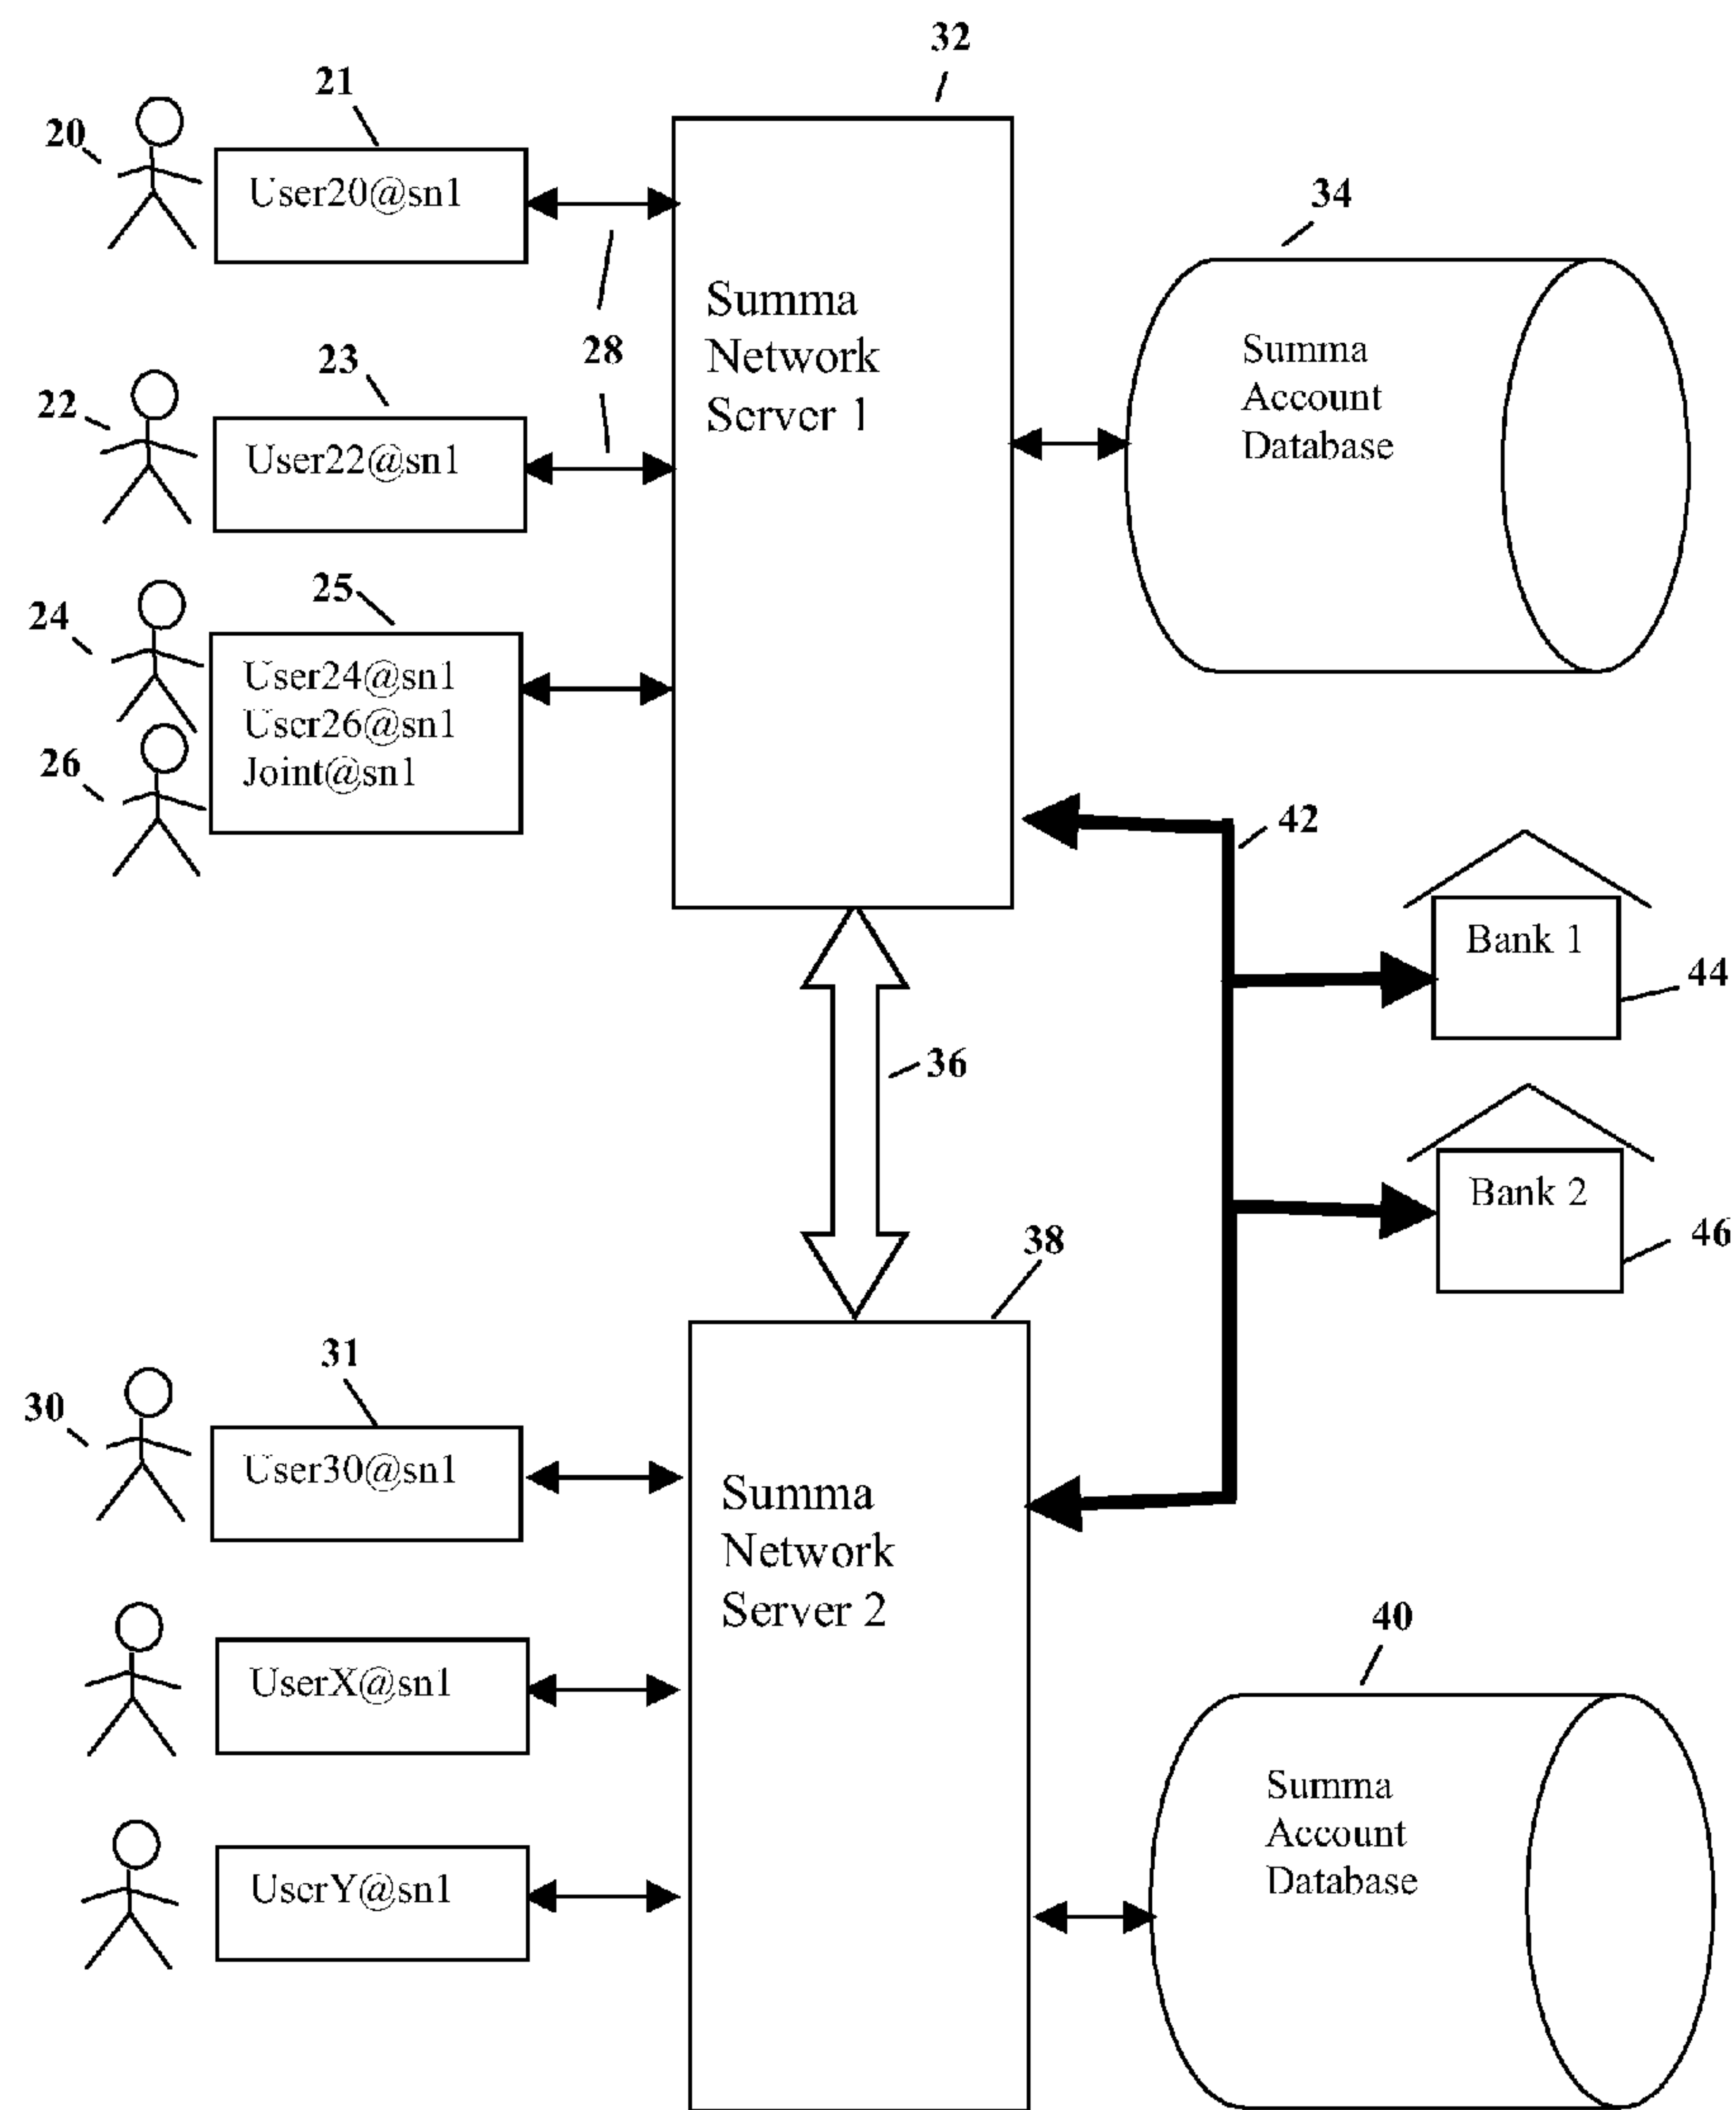 32
21
20
User20@sn1
34
Summa
Network
Server 1
28
23
22
User22@sn1
Summa
Account
Database
25
24
User24@sn1
User26@sn1
Joint@sn1
26
42
Bank 1
44
36
Bank 2
46
38
31
30
User30@sn1
Summa
Network
Server 2
UserX@sn1
40
UserY@sn1
Summa
Account
Database